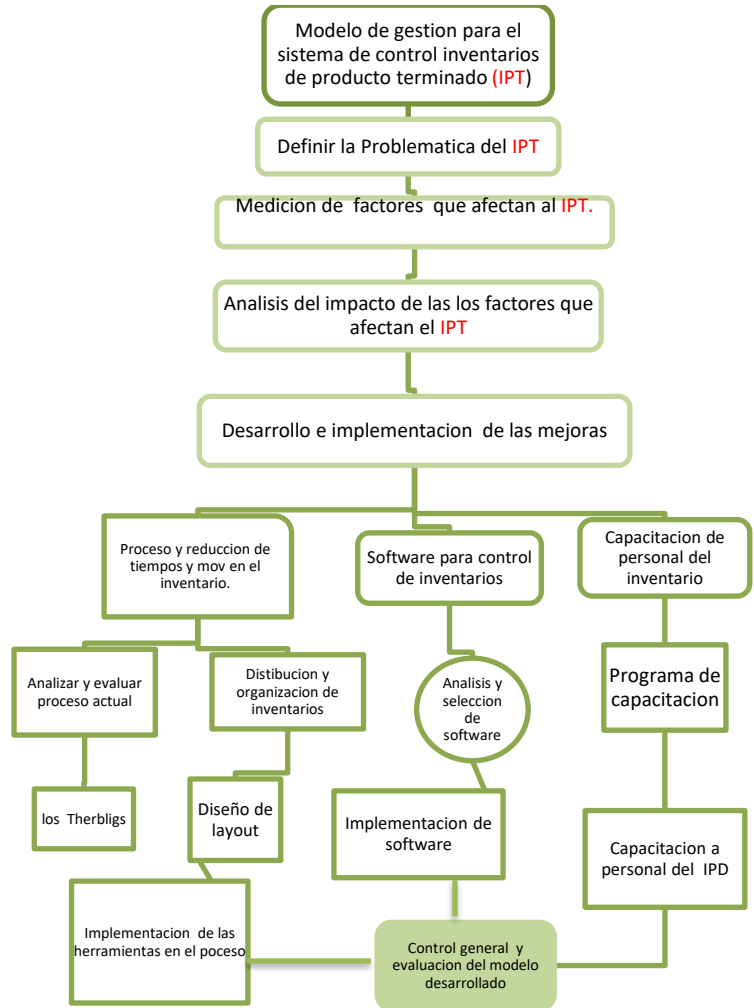 Modelo de gestion para el
sistema de control inventarios
de producto terminado (IPT)
Definir la Problematica del IPT
Medicion de factores que afectan al IPT.
Analisis del impacto de las los factores que
afectan el IPT
Desarrollo e implementacion de las mejoras
Proceso y reduccion de
tiempos y mov en el
inventario.
Software para control
de inventarios
Capacitacion de
personal del
inventario
Analizar y evaluar
proceso actual
Distibucion y
organizacion de
inventarios
Analisis y
seleccion
de
software
Programa de
capacitacion
los Therbligs
Diseño de
layout
Implementacion de
software
Capacitacion a
personal del IPD
Implementacion de las
herramientas en el poceso
Control general y
evaluacion del modelo
desarrollado